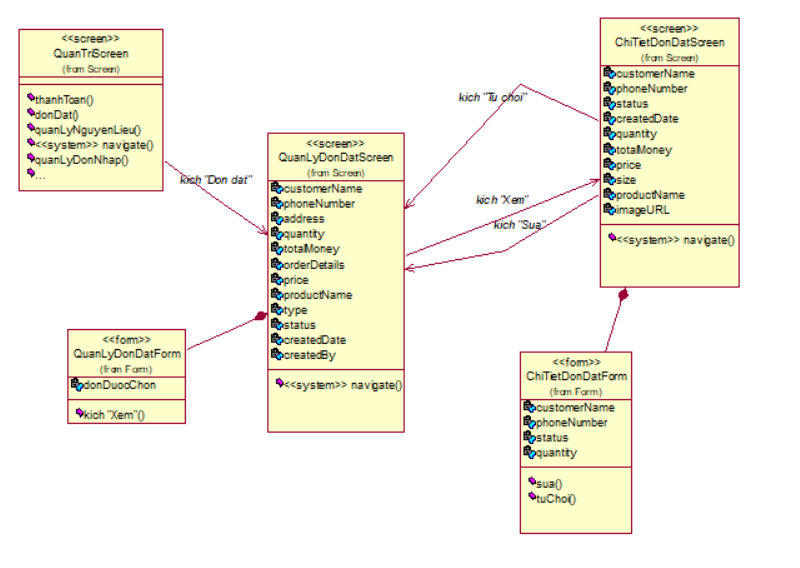 <<screen>>
QuanTriScreen
(from Screen)
thanhToan()
donDat()
quanLyNguyenLieu()
<<system>> navigate()
quanLyDonNhap()
...
kich "Don dat"
<<screen>>
QuanLyDonDatScreen
(from Screen)
customerName
phoneNumber
address
quantity
totalMoney
orderDetails
price
productName
type
status
createdDate
createdBy
<<system>> navigate()
kich "Tu choi"
kich "Xem"
kich "Sua"
<<screen>>
ChiTietDonDatScreen
(from Screen)
customerName
phoneNumber
status
createdDate
quantity
totalMoney
price
size
productName
imageURL
<<system>> navigate()
<<form>>
QuanLyDonDatForm
(from Form)
donDuocChon
kich "Xem"()
<<form>>
ChiTietDonDatForm
(from Form)
customerName
phoneNumber
status
quantity
sua()
tuChoi()